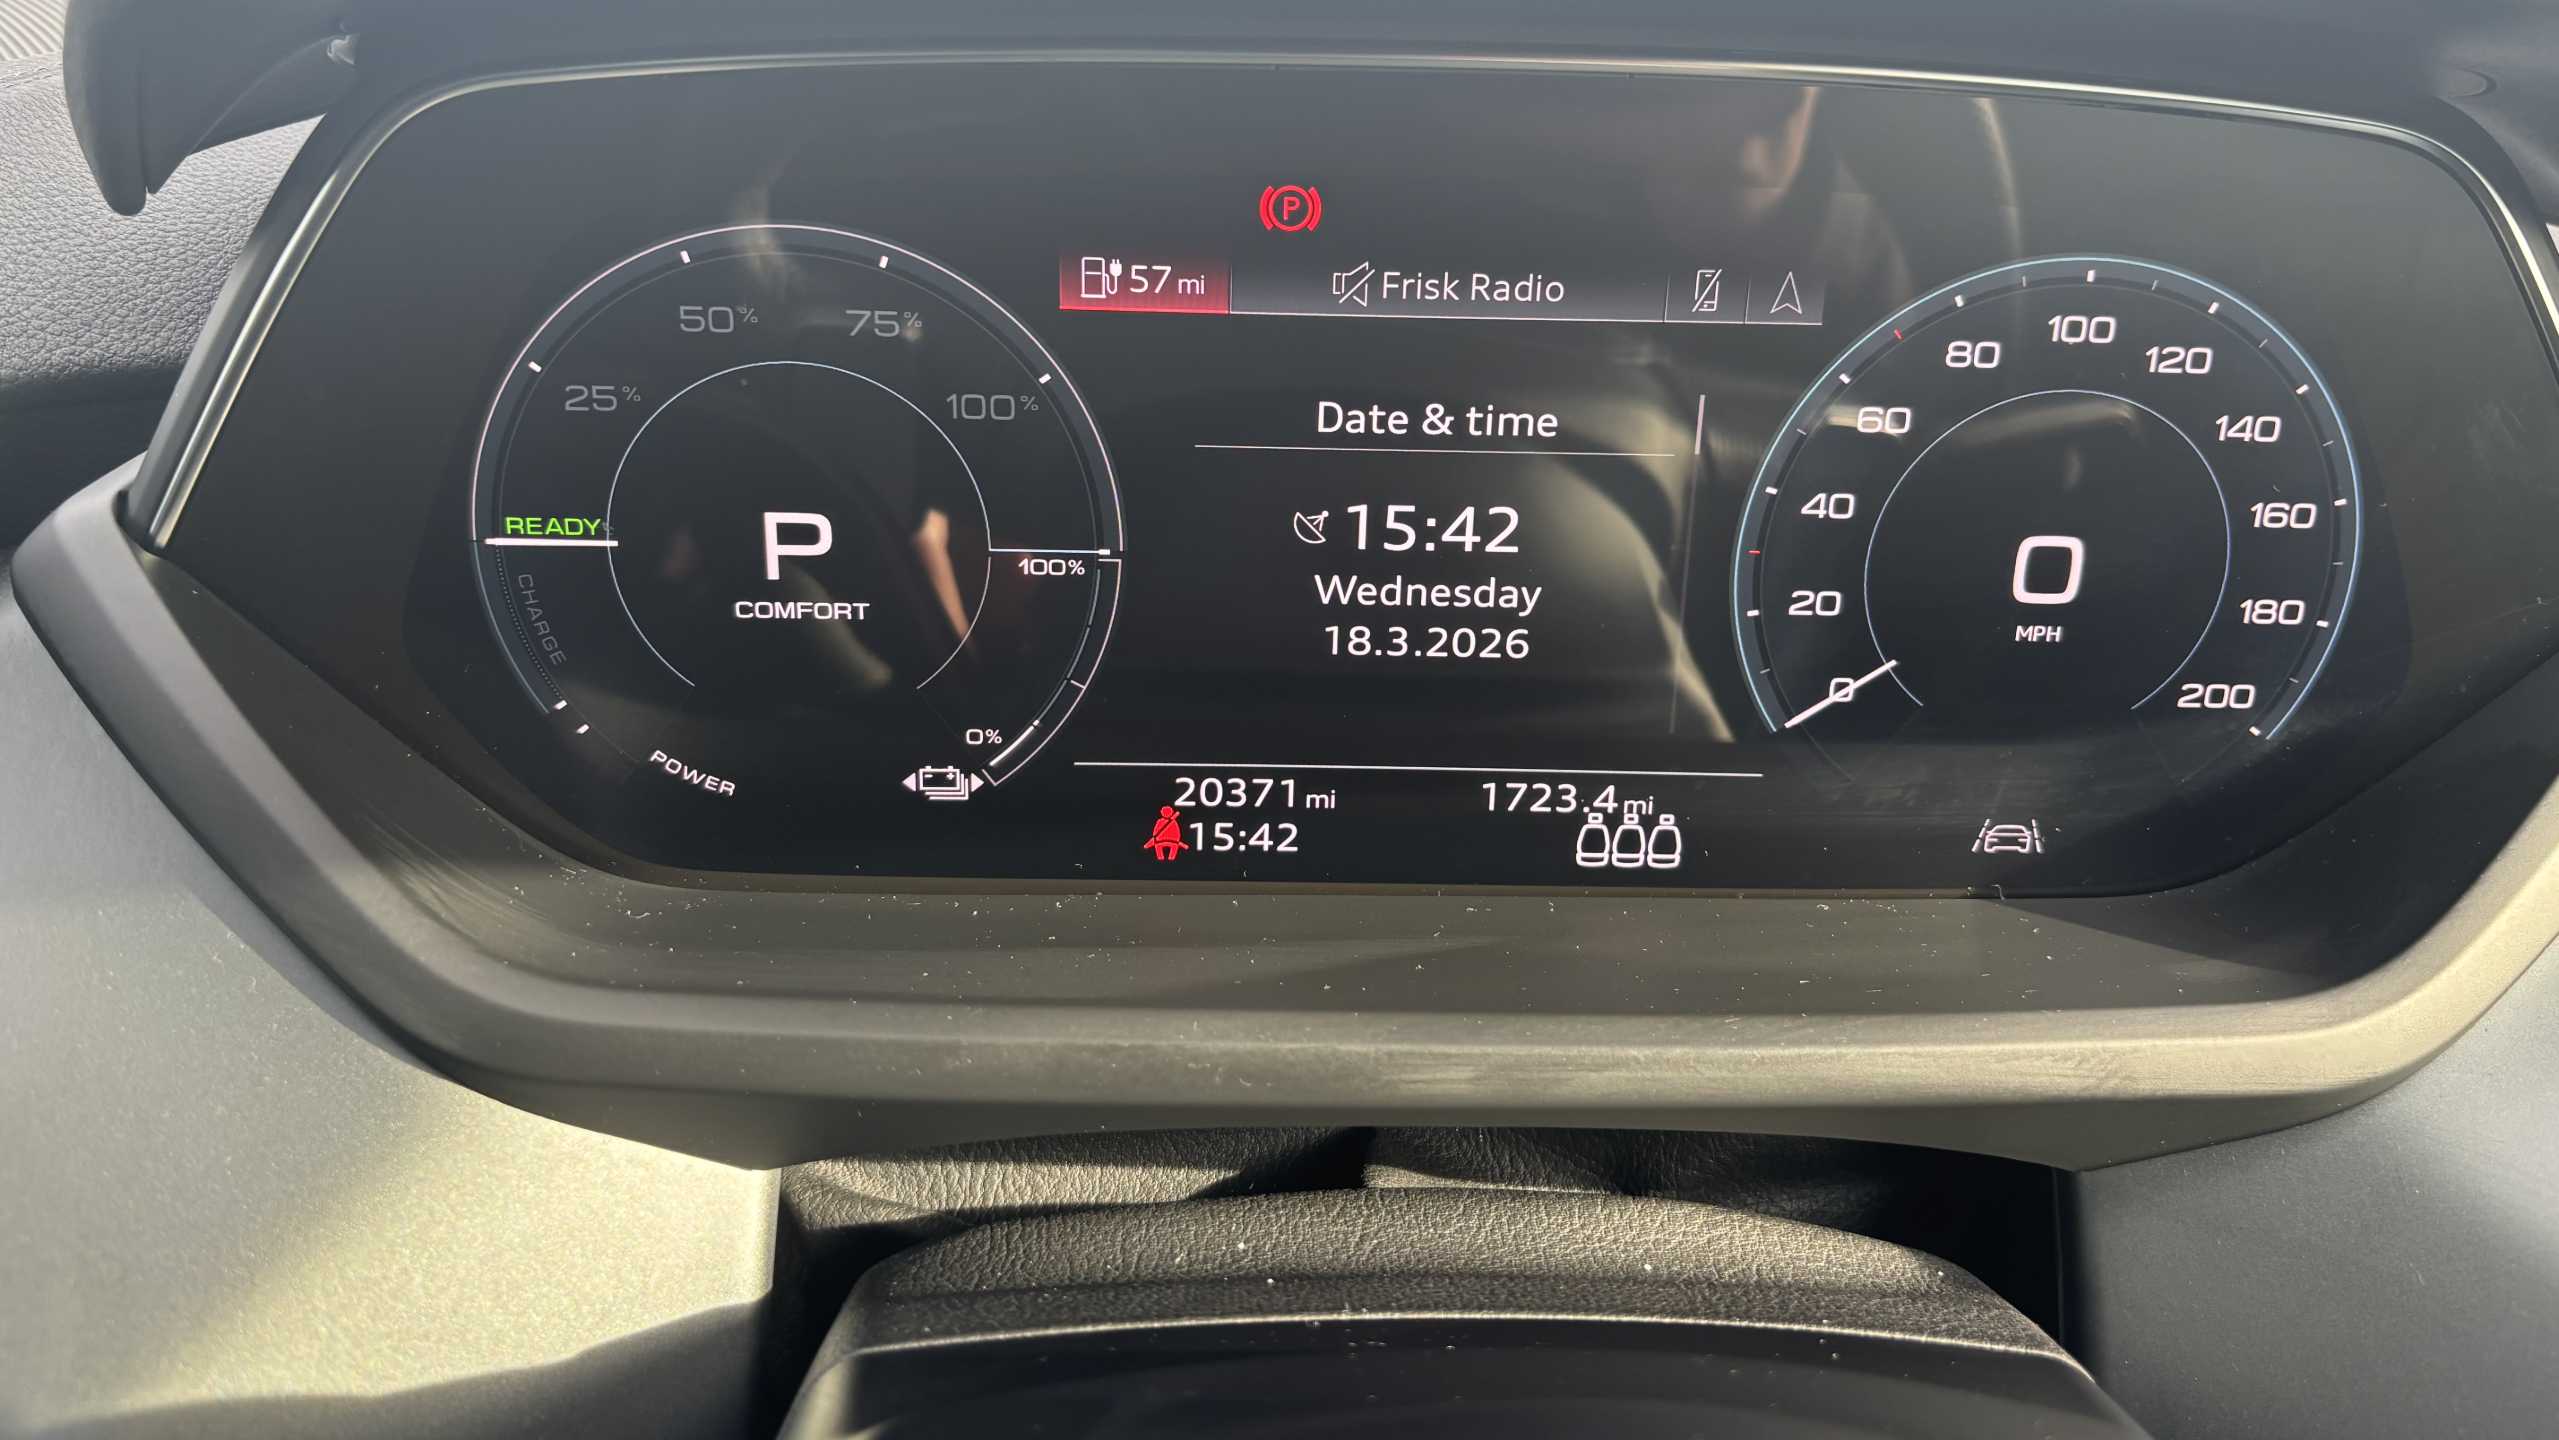 P
57 mi
Frisk Radio
25%
50%
75%
100%
READY
CHARGE
POWER
P
COMFORT
100%
0%
Date & time
15:42
Wednesday
18.3.2026
20371 mi
1723.4 mi
15:42
0
20
40
60
80
100
120
140
160
180
200
0
MPH